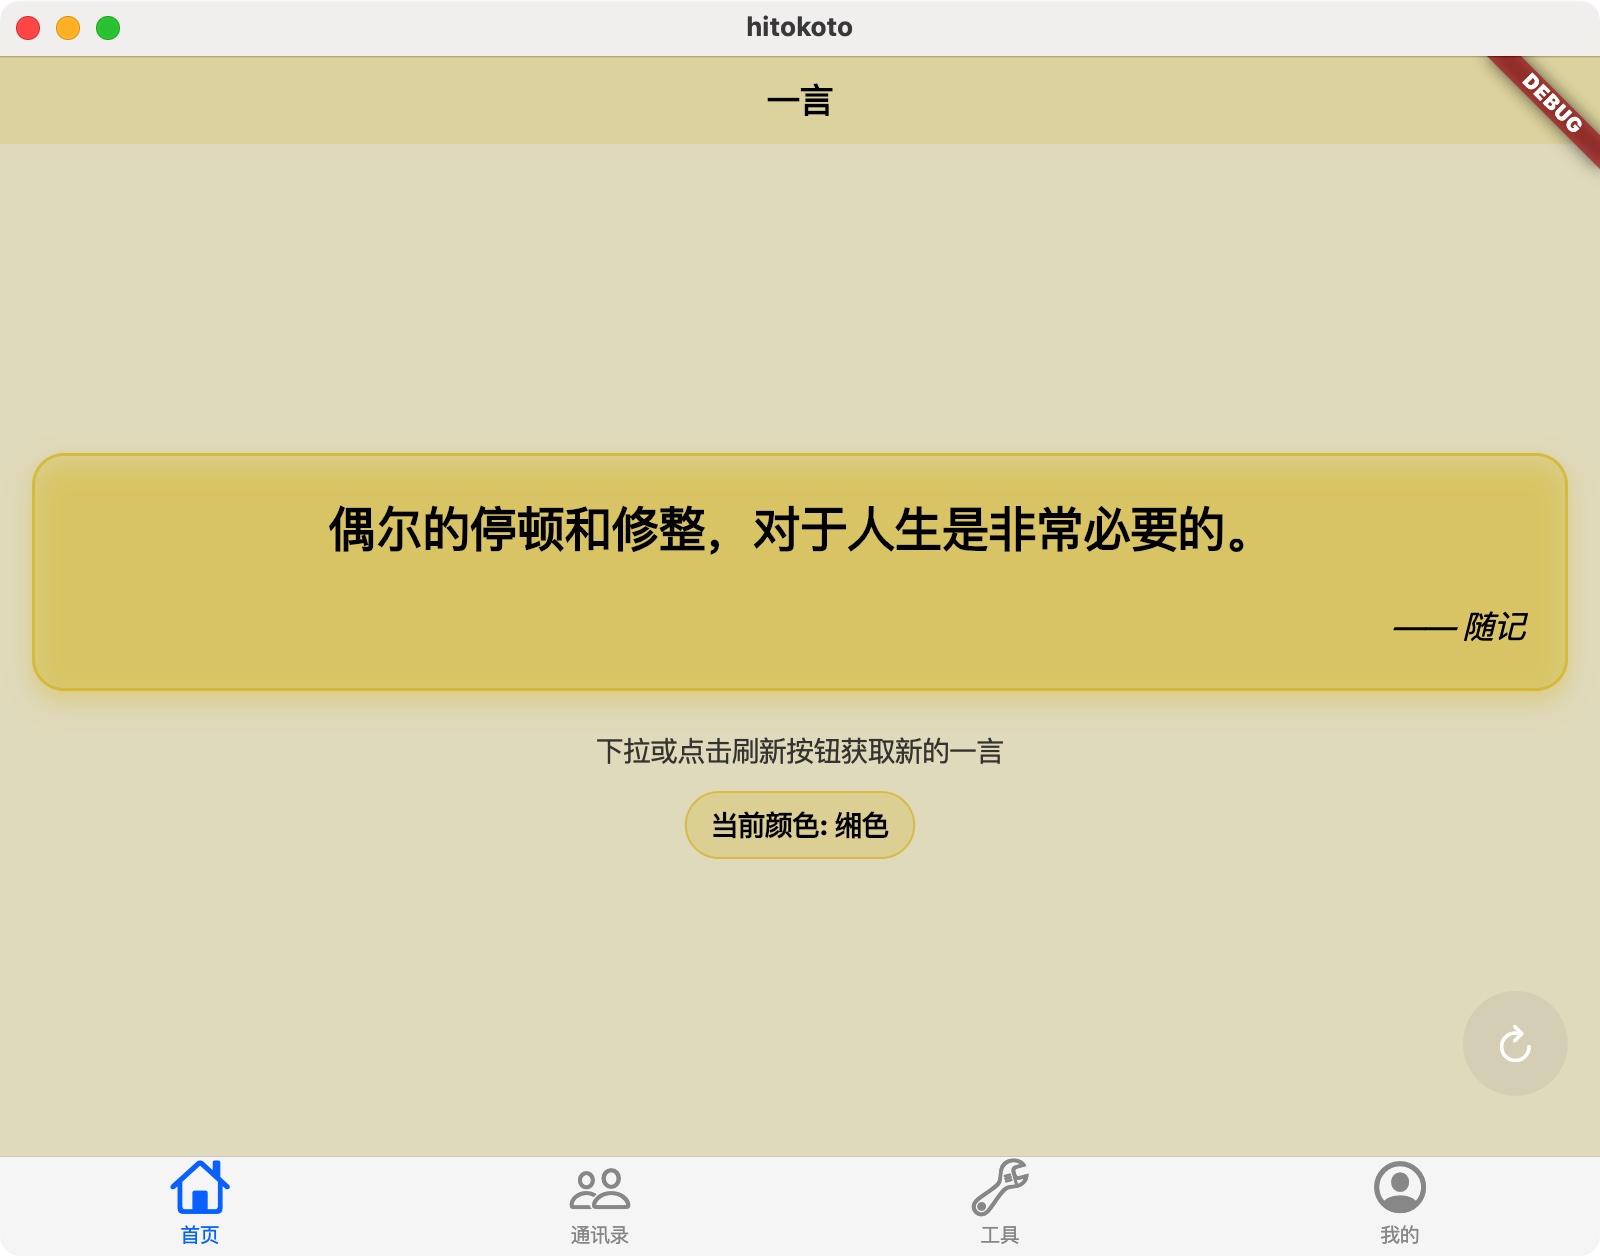 hitokoto
一言
DEBUG
偶尔的停顿和修整，对于人生是非常必要的。
—— 随记
下拉或点击刷新按钮获取新的一言
当前颜色: 缃色
首页
通讯录
工具
我的